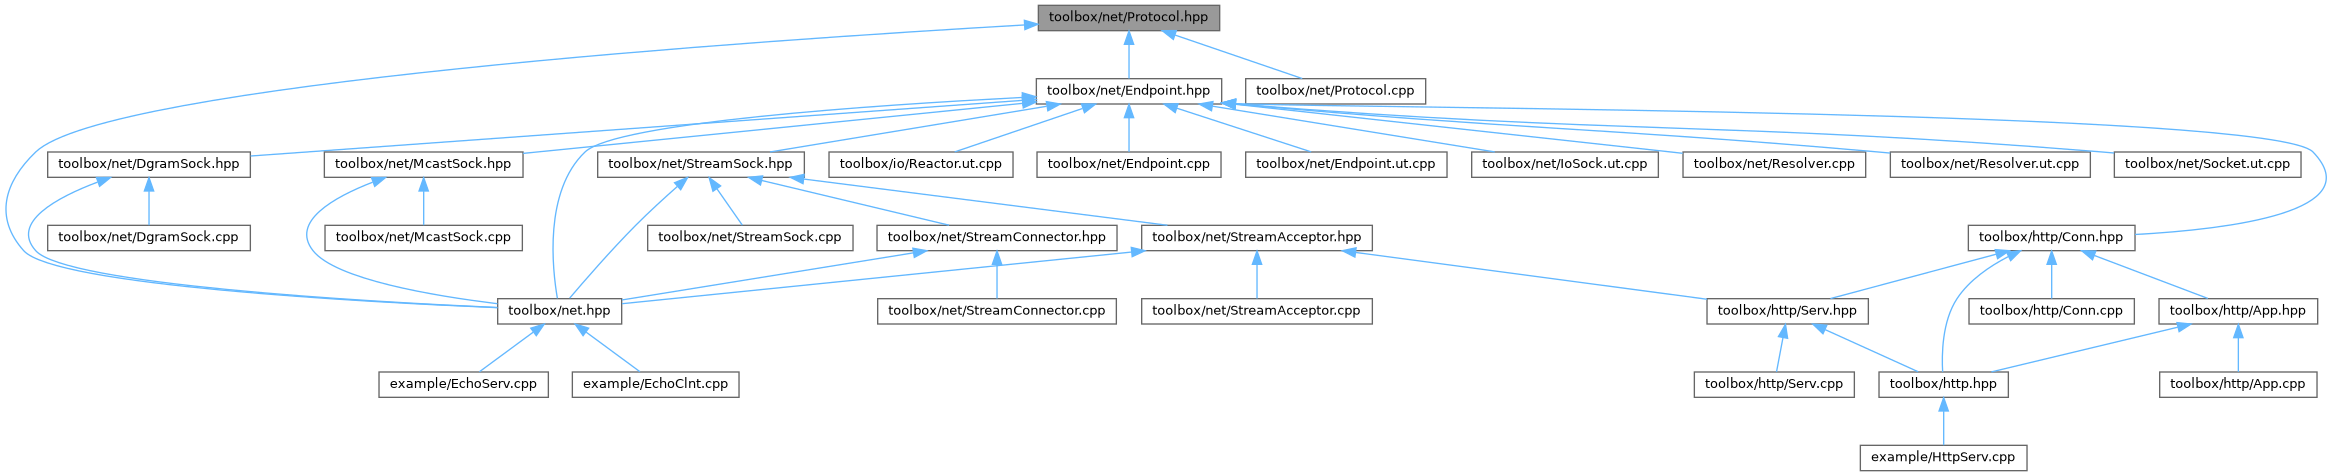 toolbox/net/Protocol.hpp
toolbox/net/Endpoint.hpp
toolbox/net/Protocol.cpp
toolbox/net/DgramSock.hpp
toolbox/net/McastSock.hpp
toolbox/net/StreamSock.hpp
toolbox/io/Reactor.ut.cpp
toolbox/net/Endpoint.cpp
toolbox/net/Endpoint.ut.cpp
toolbox/net/IoSock.ut.cpp
toolbox/net/Resolver.cpp
toolbox/net/Resolver.ut.cpp
toolbox/net/Socket.ut.cpp
toolbox/net/DgramSock.cpp
toolbox/net/McastSock.cpp
toolbox/net/StreamSock.cpp
toolbox/net/StreamConnector.hpp
toolbox/net/StreamAcceptor.hpp
toolbox/http/Conn.hpp
toolbox/net.hpp
toolbox/net/StreamConnector.cpp
toolbox/net/StreamAcceptor.cpp
toolbox/http/Serv.hpp
toolbox/http/Conn.cpp
toolbox/http/App.hpp
example/EchoServ.cpp
example/EchoClnt.cpp
toolbox/http/Serv.cpp
toolbox/http.hpp
toolbox/http/App.cpp
example/HttpServ.cpp